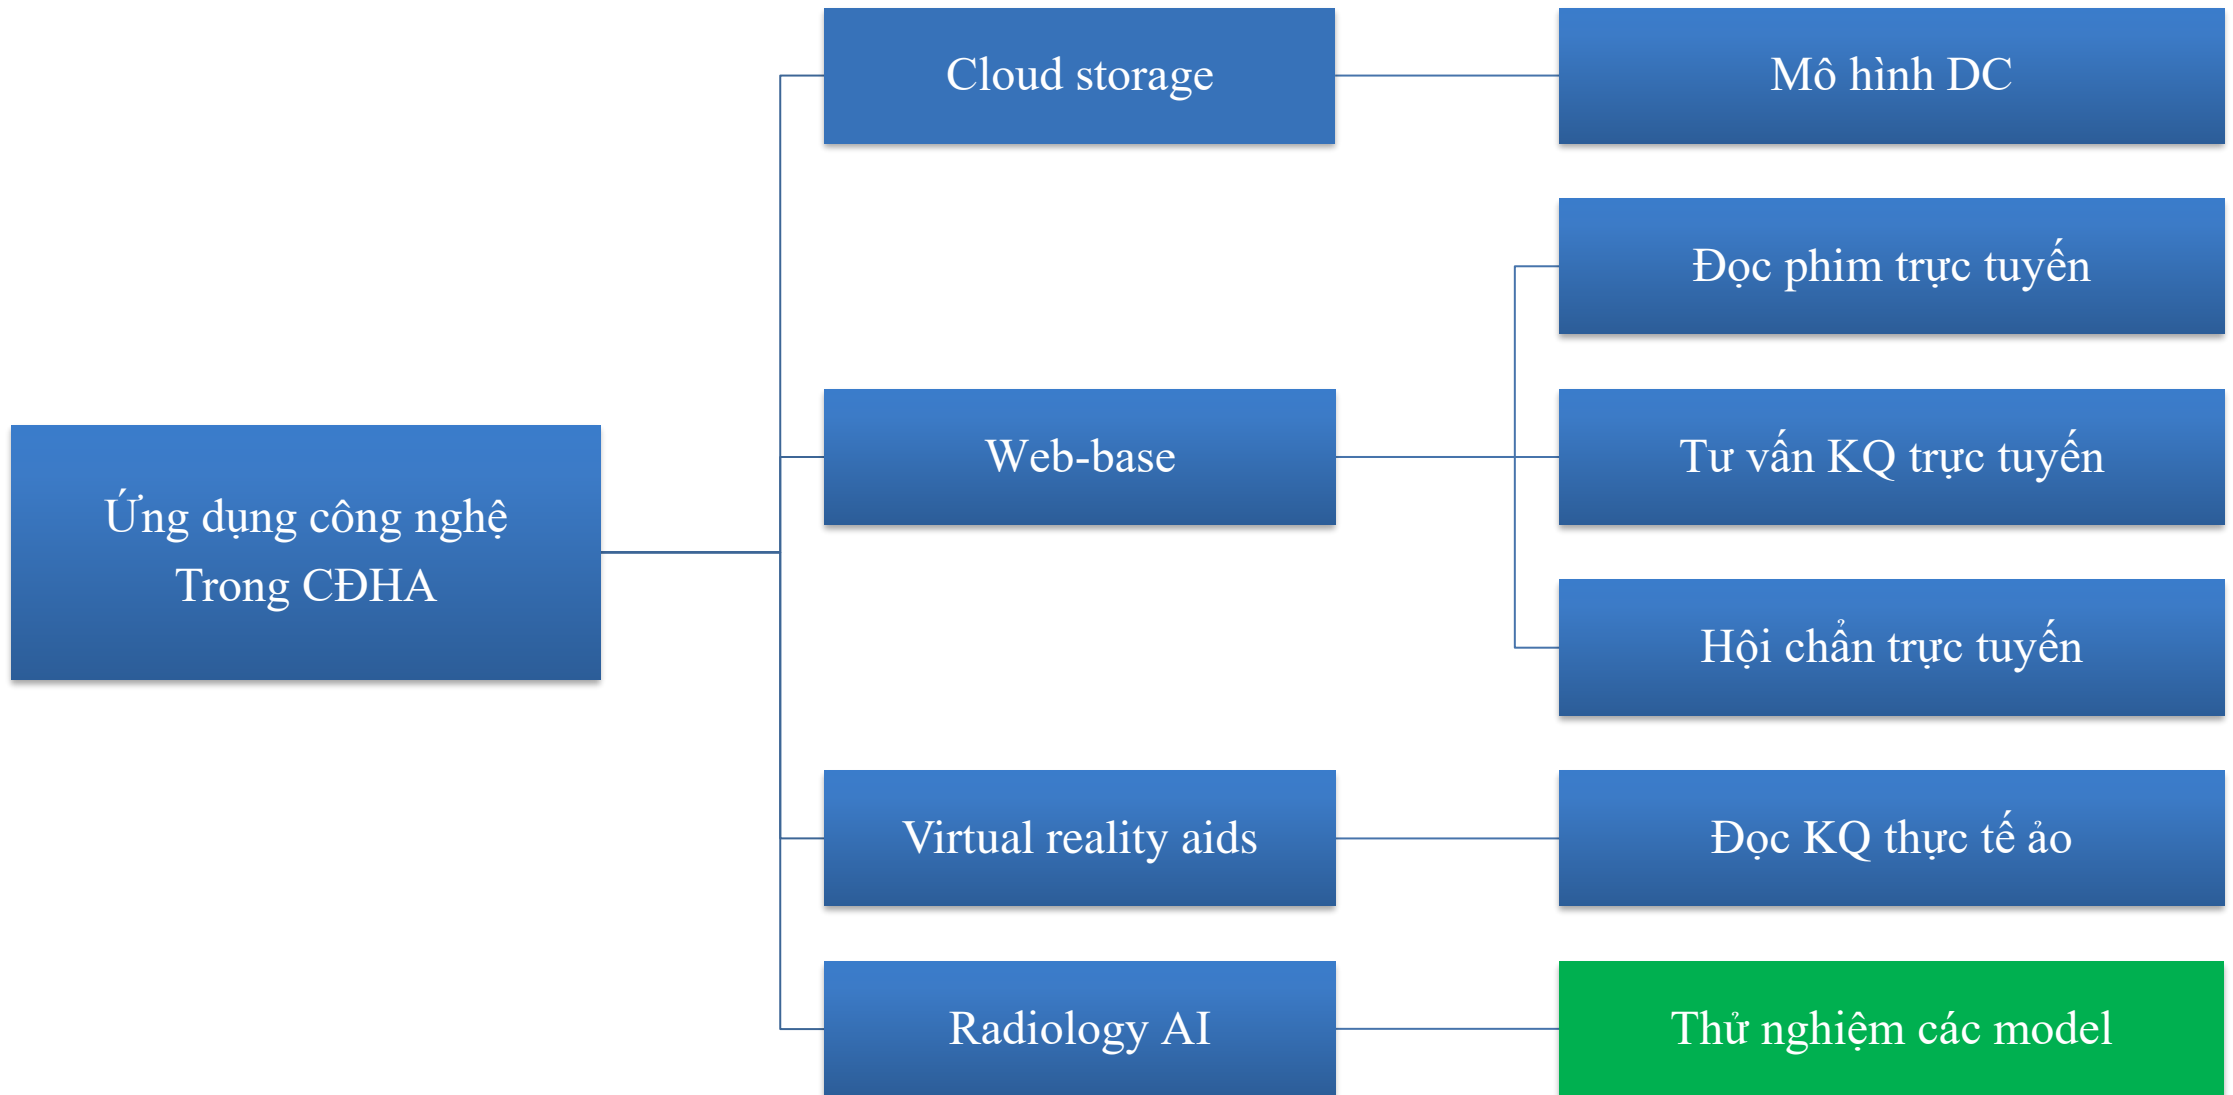 Ứng dụng công nghệ
Trong CĐHA
Cloud storage
Mô hình DC
Web-base
Đọc phim trực tuyến
Tư vấn KQ trực tuyến
Hội chẩn trực tuyến
Virtual reality aids
Đọc KQ thực tế ảo
Radiology AI
Thử nghiệm các model